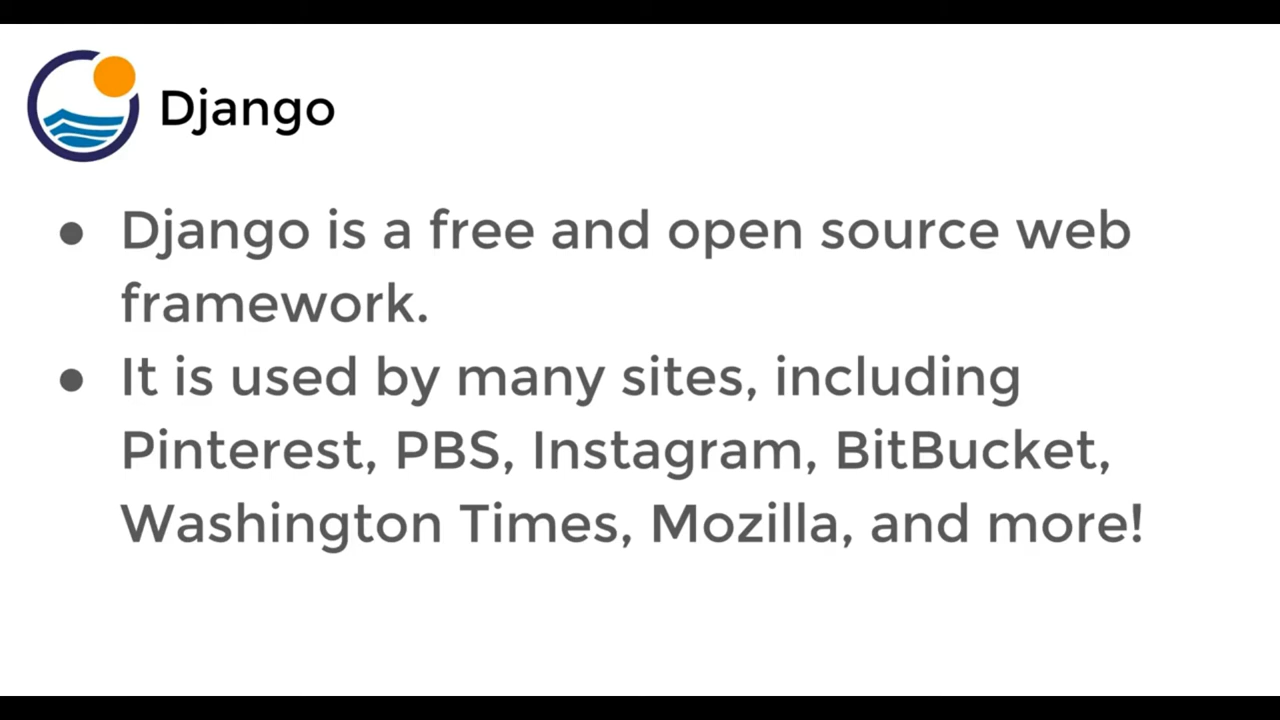 Django
● Django is a free and open source web
framework.
● It is used by many sites, including
Pinterest, PBS, Instagram, BitBucket,
Washington Times, Mozilla, and more!